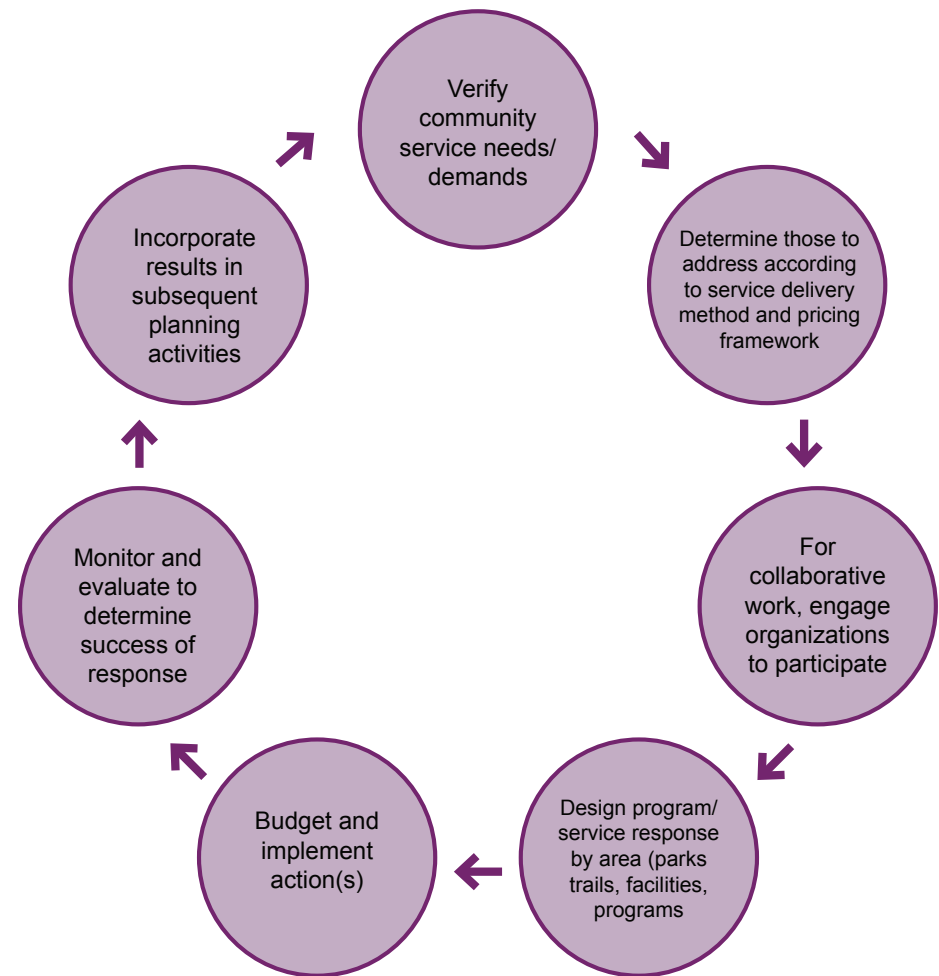 Verify
community
service needs/
demands
Determine those to
address according
to service delivery
method and pricing
framework
For
collaborative
work, engage
organizations
to participate
Design program/
service response
by area (parks
trails, facilities,
programs
Budget and
implement
action(s)
Monitor and
evaluate to
determine
success of
response
Incorporate
results in
subsequent
planning
activities